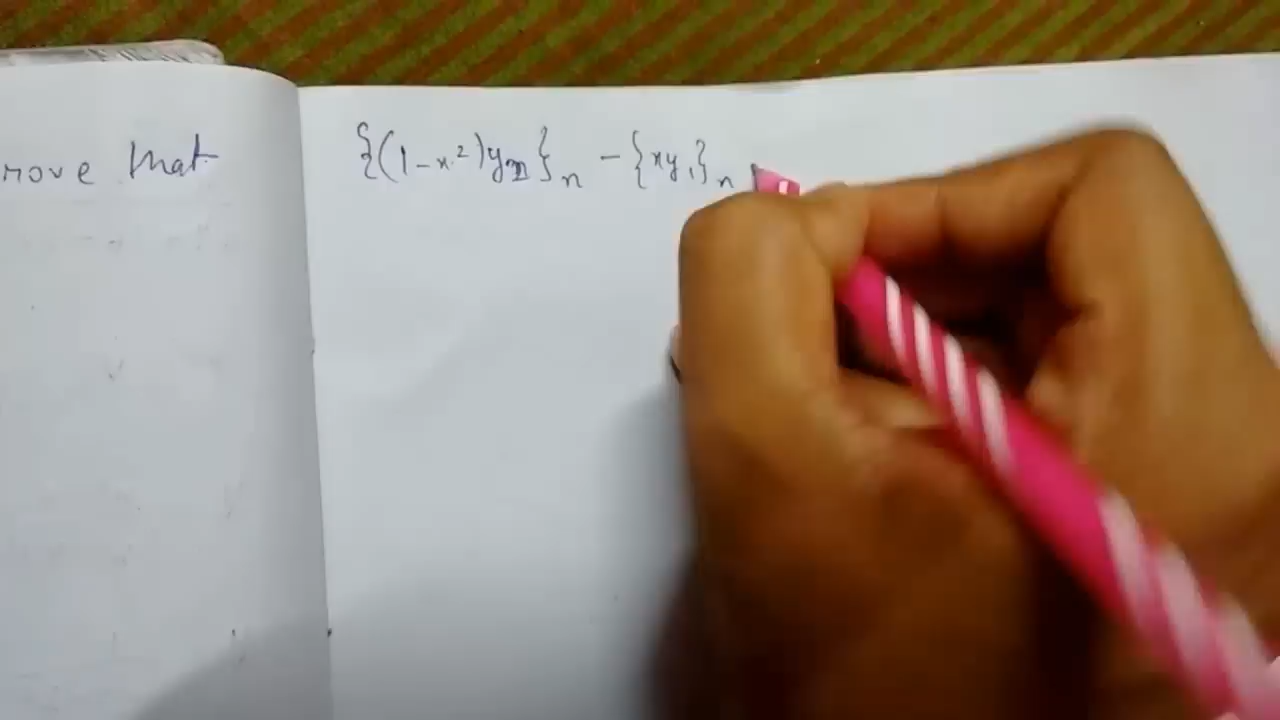 rove that
{(1-x²)y₂}ₙ - {xy₁}ₙ